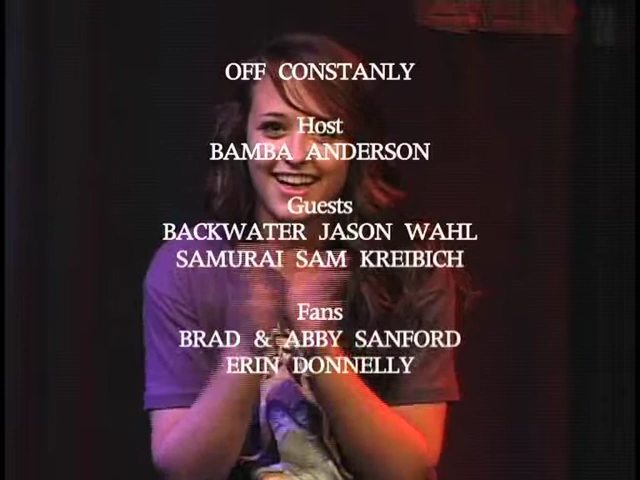 OFF CONSTANLY
Host
BAMBA ANDERSON
Guests
BACKWATER JASON WAHL
SAMURAI SAM KREIBICH
Fans
BRAD & ABBY SANFORD
ERIN DONNELLY